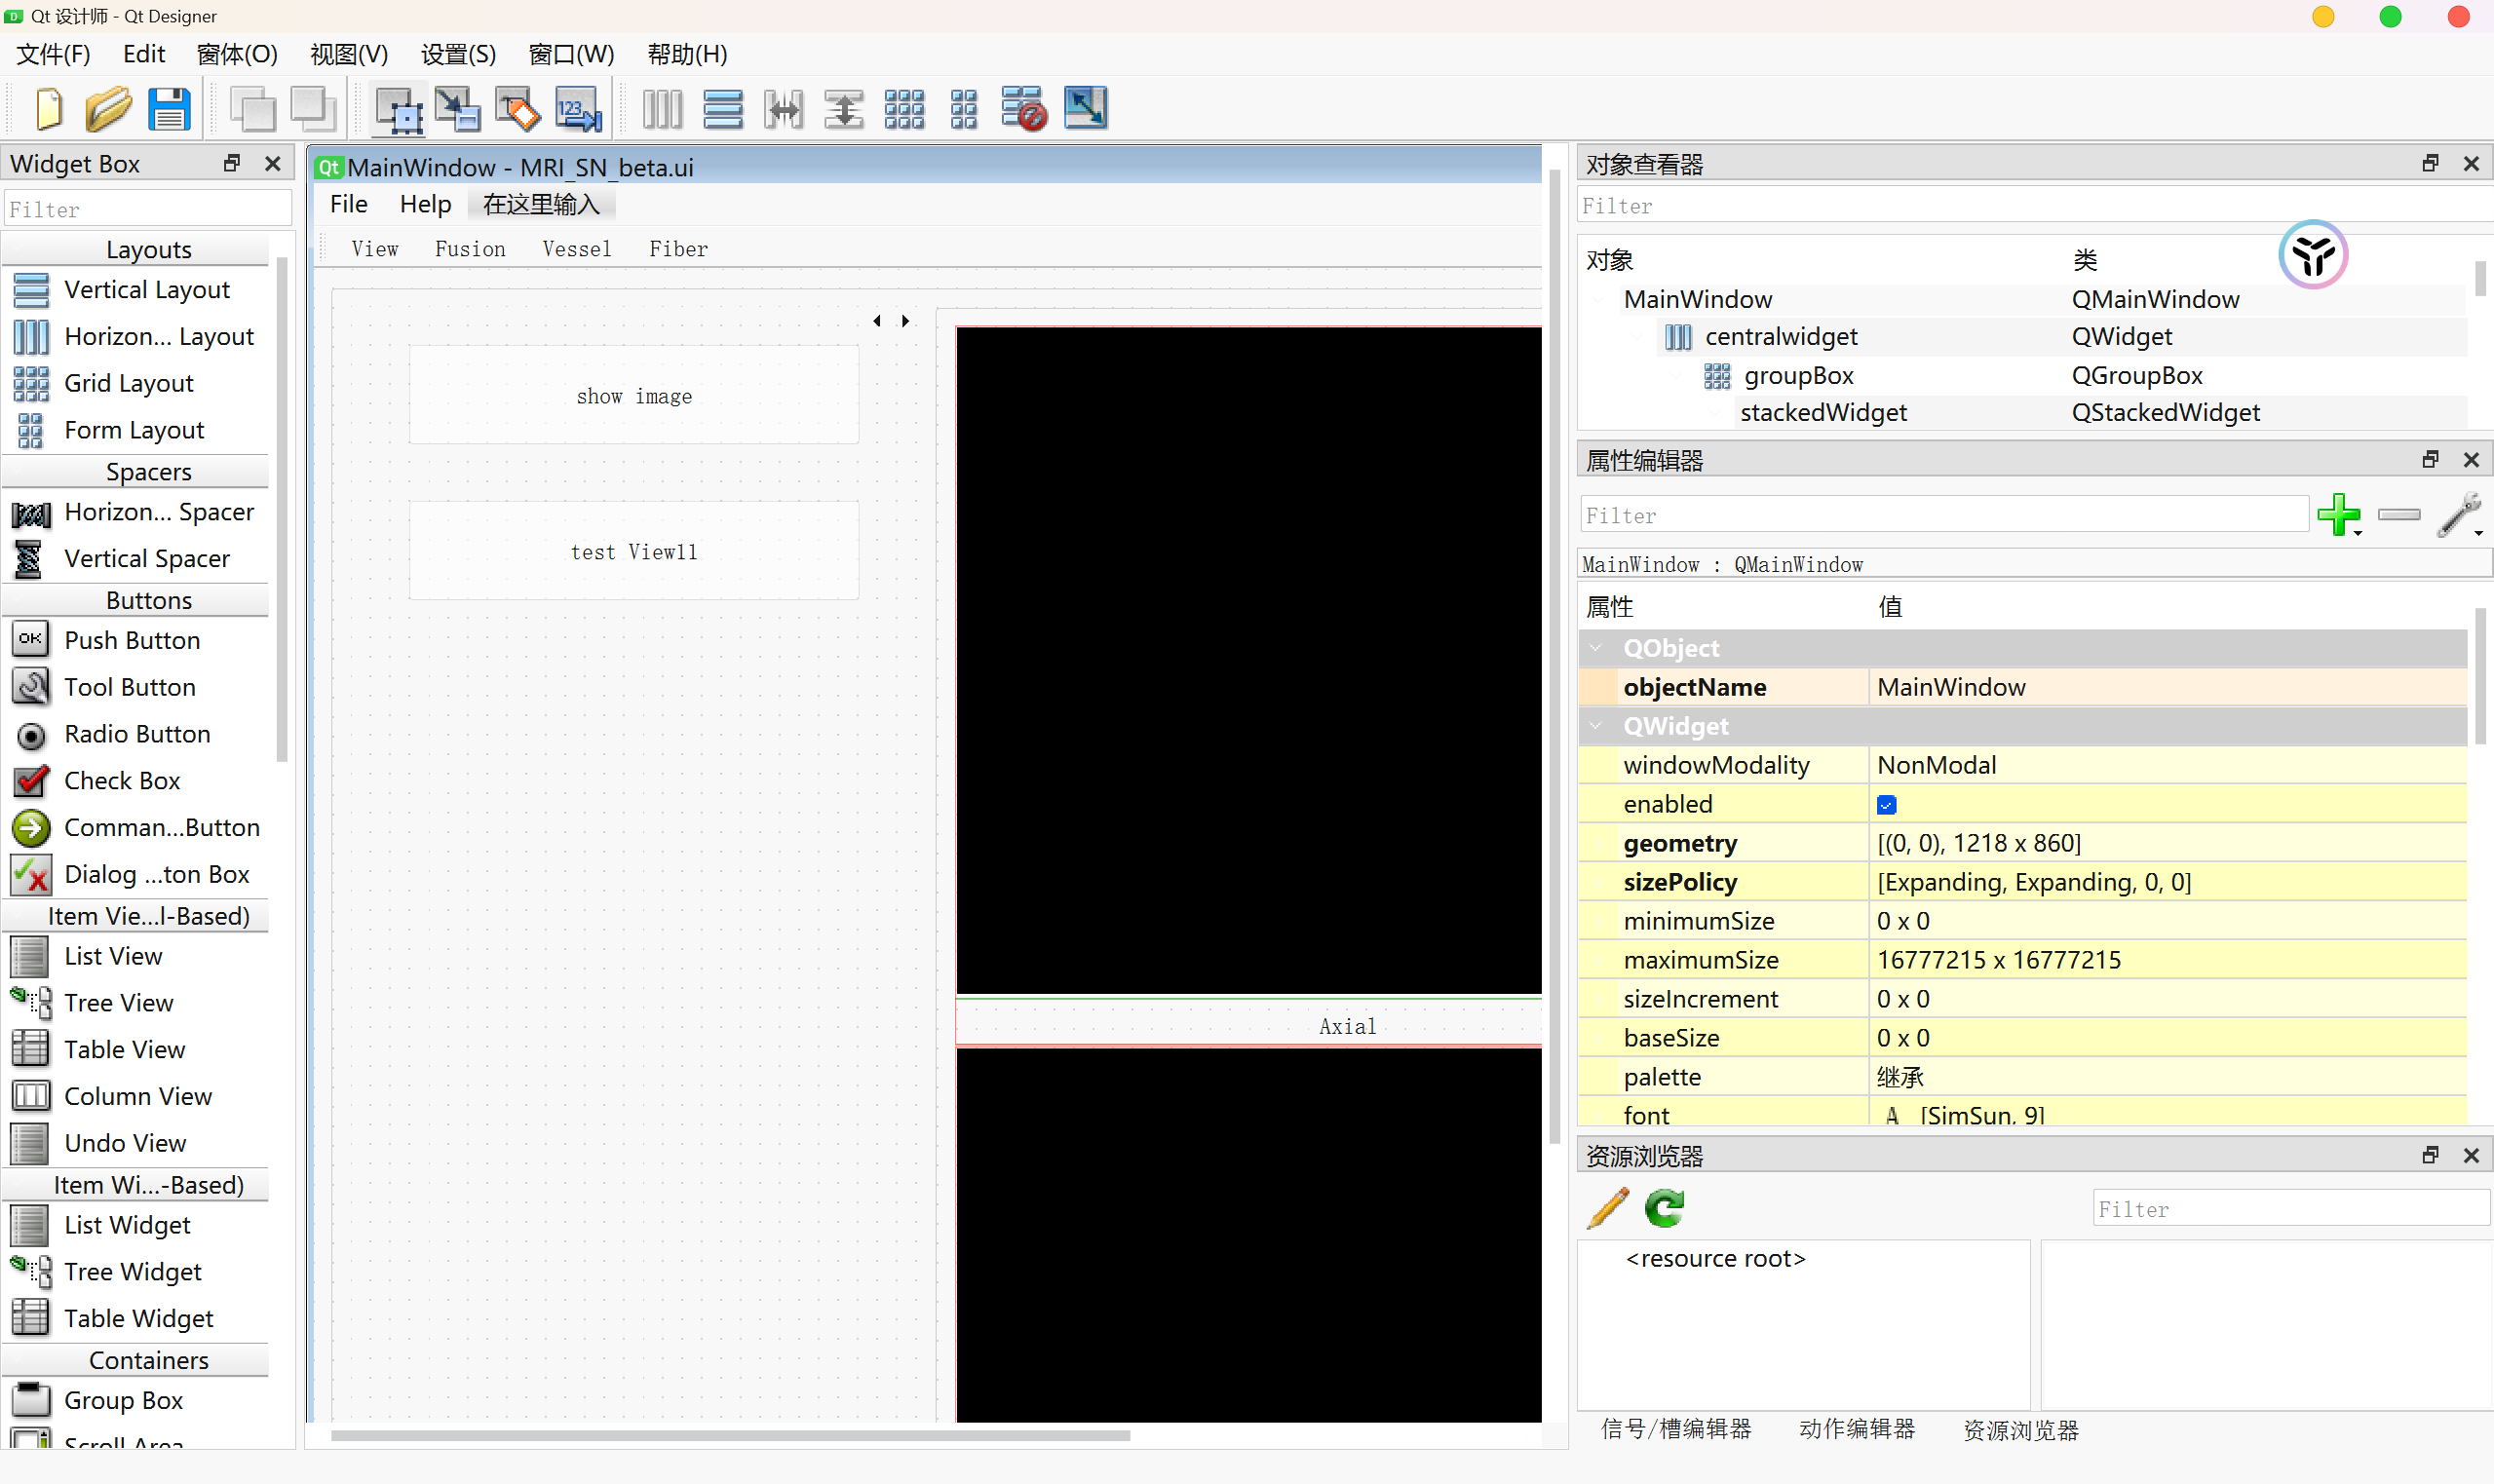 Qt 设计师 - Qt Designer
文件(F) Edit 窗体(O) 视图(V) 设置(S) 窗口(W) 帮助(H)
Widget Box
Filter
Layouts
Vertical Layout
Horizon... Layout
Grid Layout
Form Layout
Spacers
Horizon... Spacer
Vertical Spacer
Buttons
OK Push Button
Tool Button
Radio Button
Check Box
Comman...Button
Dialog ...ton Box
Item Vie...l-Based)
List View
Tree View
Table View
Column View
Undo View
Item Wi...-Based)
List Widget
Tree Widget
Table Widget
Containers
Group Box
Scroll Area
Qt MainWindow - MRI_SN_beta.ui
File Help 在这里输入
View Fusion Vessel Fiber
show image
test View11
Axial
对象查看器
Filter
对象 类
MainWindow QMainWindow
centralwidget QWidget
groupBox QGroupBox
stackedWidget QStackedWidget
属性编辑器
Filter
MainWindow : QMainWindow
属性 值
QObject
objectName MainWindow
QWidget
windowModality NonModal
enabled
geometry [(0, 0), 1218 x 860]
sizePolicy [Expanding, Expanding, 0, 0]
minimumSize 0 x 0
maximumSize 16777215 x 16777215
sizeIncrement 0 x 0
baseSize 0 x 0
palette 继承
font A [SimSun, 9]
资源浏览器
Filter
<resource root>
信号/槽编辑器 动作编辑器 资源浏览器
123